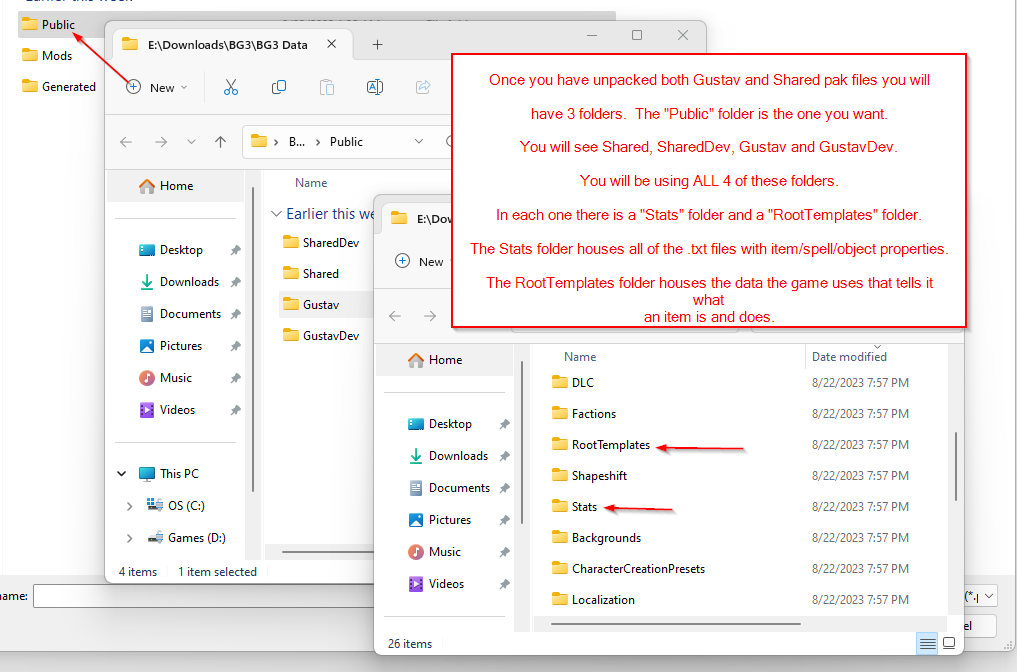 Public
Mods
Generated
E:\Downloads\BG3\BG3 Data
New
B...
Public
Home
Desktop
Downloads
Documents
Pictures
Music
Videos
This PC
OS (C:)
Games (D:)
Name
Earlier this we
SharedDev
Shared
Gustav
GustavDev
4 items
1 item selected
Once you have unpacked both Gustav and Shared pak files you will
have 3 folders. The "Public" folder is the one you want.
You will see Shared, SharedDev, Gustav and GustavDev.
You will be using ALL 4 of these folders.
In each one there is a "Stats" folder and a "RootTemplates" folder.
The Stats folder houses all of the .txt files with item/spell/object properties.
The RootTemplates folder houses the data the game uses that tells it
what
an item is and does.
E:\Dow
New
Home
Desktop
Downloads
Documents
Pictures
Music
Videos
Name Date modified
DLC 8/22/2023 7:57 PM
Factions 8/22/2023 7:57 PM
RootTemplates 8/22/2023 7:57 PM
Shapeshift 8/22/2023 7:57 PM
Stats 8/22/2023 7:57 PM
Backgrounds 8/22/2023 7:57 PM
CharacterCreationPresets 8/22/2023 7:57 PM
Localization 8/22/2023 7:57 PM
26 items
name:
(*.p
el